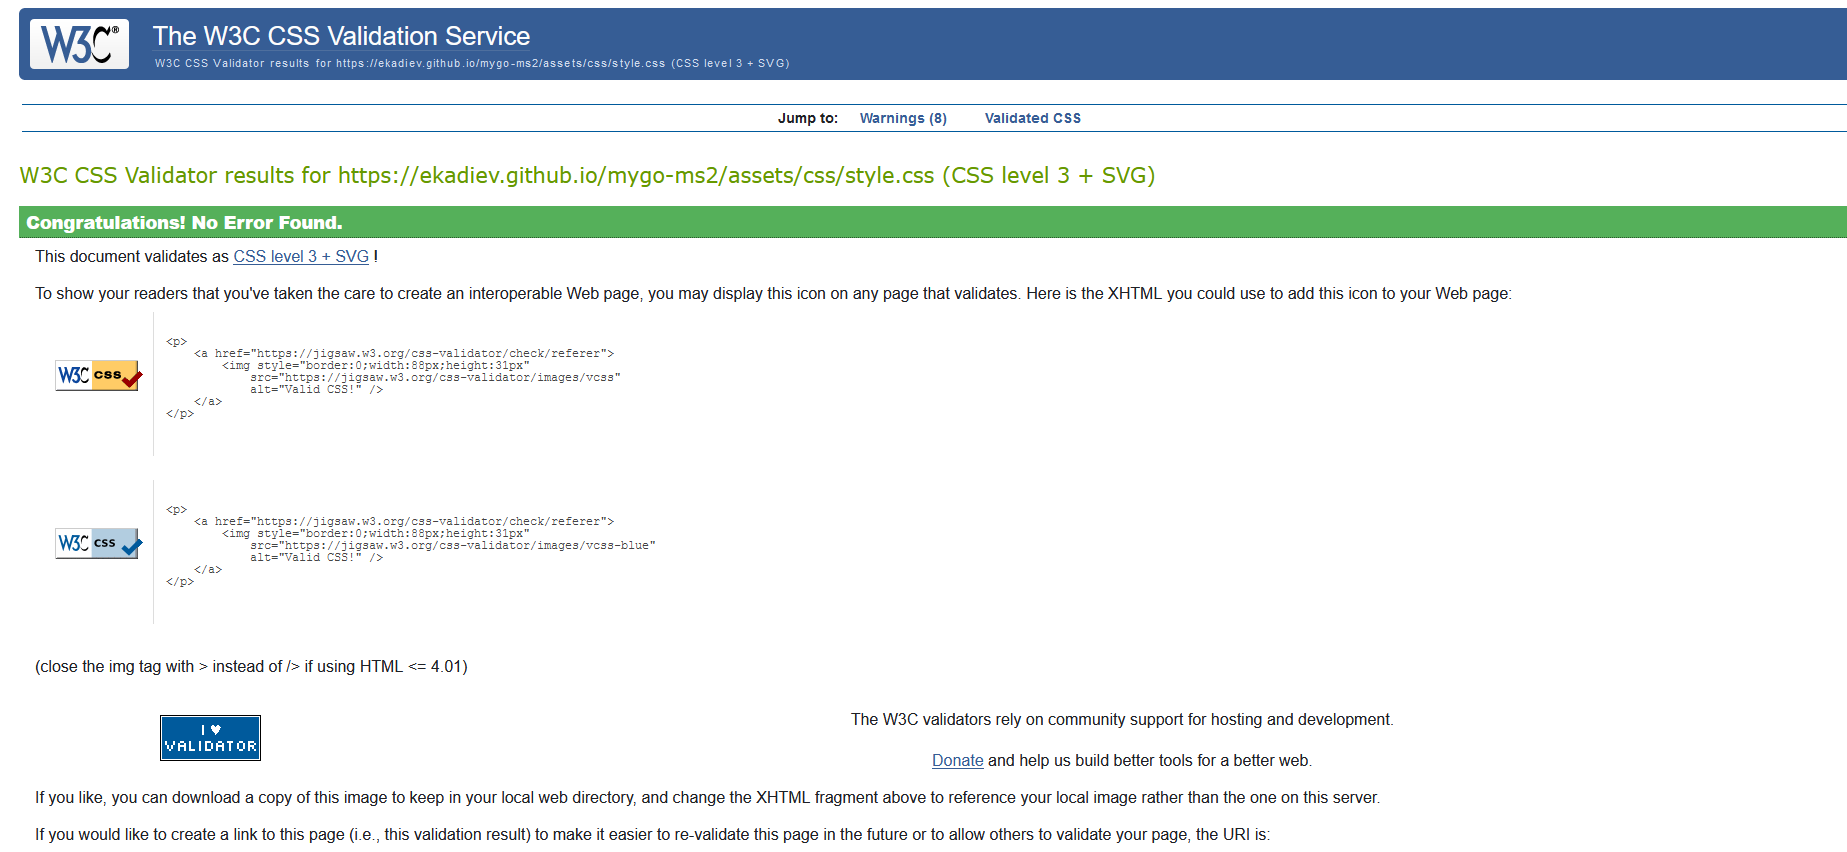 W3C®
The W3C CSS Validation Service
W3C CSS Validator results for https://ekadiev.github.io/mygo-ms2/assets/css/style.css (CSS level 3 + SVG)
Jump to: Warnings (8) Validated CSS
W3C CSS Validator results for https://ekadiev.github.io/mygo-ms2/assets/css/style.css (CSS level 3 + SVG)
Congratulations! No Error Found.
This document validates as CSS level 3 + SVG !
To show your readers that you've taken the care to create an interoperable Web page, you may display this icon on any page that validates. Here is the XHTML you could use to add this icon to your Web page:
W3C css
<p>
<a href="https://jigsaw.w3.org/css-validator/check/referer">
<img style="border:0;width:88px;height:31px"
src="https://jigsaw.w3.org/css-validator/images/vcss"
alt="Valid CSS!" />
</a>
</p>
W3C css
<p>
<a href="https://jigsaw.w3.org/css-validator/check/referer">
<img style="border:0;width:88px;height:31px"
src="https://jigsaw.w3.org/css-validator/images/vcss-blue"
alt="Valid CSS!" />
</a>
</p>
(close the img tag with > instead of /> if using HTML <= 4.01)
I ♥
VALIDATOR
The W3C validators rely on community support for hosting and development.
Donate and help us build better tools for a better web.
If you like, you can download a copy of this image to keep in your local web directory, and change the XHTML fragment above to reference your local image rather than the one on this server.
If you would like to create a link to this page (i.e., this validation result) to make it easier to re-validate this page in the future or to allow others to validate your page, the URI is: